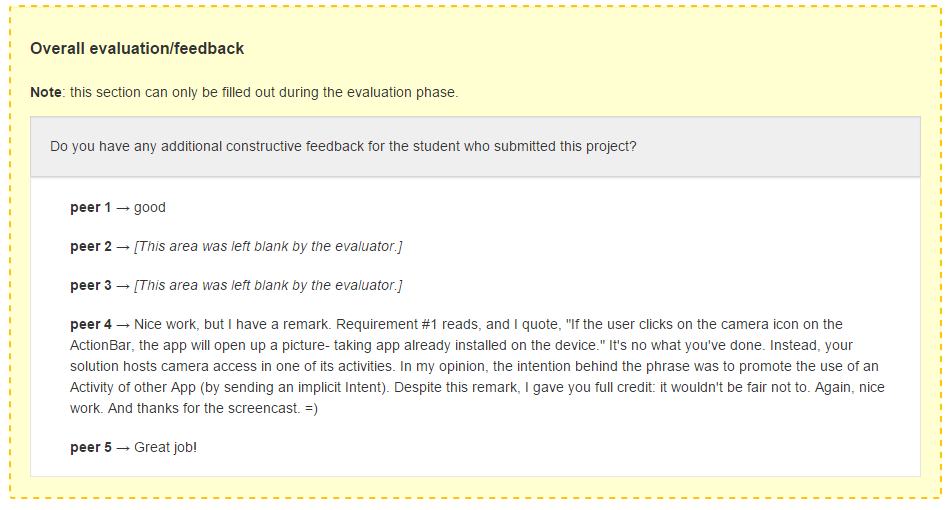 Overall evaluation/feedback
Note: this section can only be filled out during the evaluation phase.
Do you have any additional constructive feedback for the student who submitted this project?
peer 1 → good
peer 2 → [This area was left blank by the evaluator.]
peer 3 → [This area was left blank by the evaluator.]
peer 4 → Nice work, but I have a remark. Requirement #1 reads, and I quote, "If the user clicks on the camera icon on the
ActionBar, the app will open up a picture- taking app already installed on the device." It's no what you've done. Instead, your
solution hosts camera access in one of its activities. In my opinion, the intention behind the phrase was to promote the use of an
Activity of other App (by sending an implicit Intent). Despite this remark, I gave you full credit: it wouldn't be fair not to. Again, nice
work. And thanks for the screencast. =)
peer 5 → Great job!